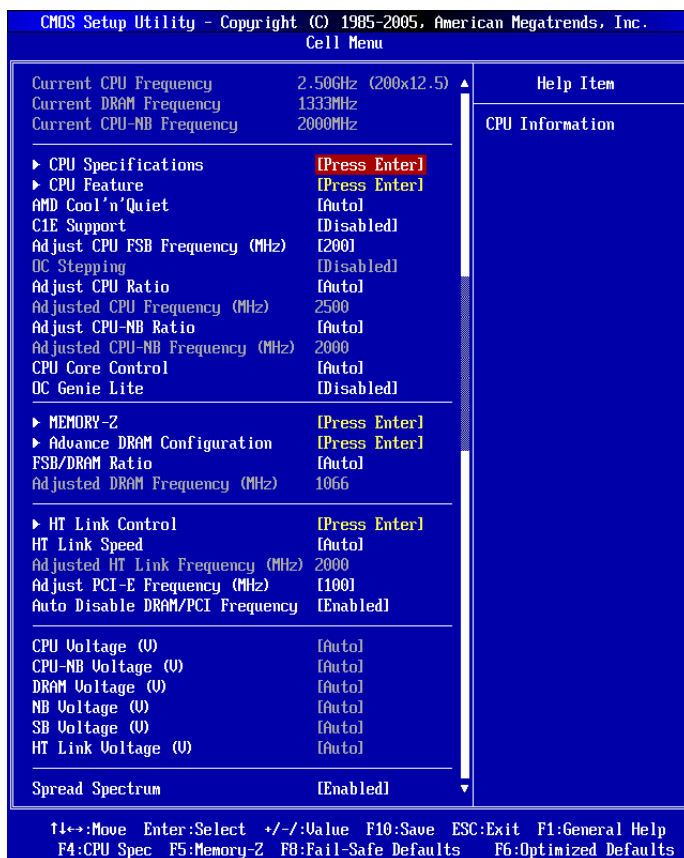 CMOS Setup Utility - Copyright (C) 1985-2005, American Megatrends, Inc.
Cell Menu
Current CPU Frequency 2.50GHz (200x12.5) ▲ Help Item
Current DRAM Frequency 1333MHz
Current CPU-NB Frequency 2000MHz CPU Information
▶ CPU Specifications [Press Enter]
▶ CPU Feature [Press Enter]
AMD Cool'n'Quiet [Auto]
C1E Support [Disabled]
Adjust CPU FSB Frequency (MHz) [200]
OC Stepping [Disabled]
Adjust CPU Ratio [Auto]
Adjusted CPU Frequency (MHz) 2500
Adjust CPU-NB Ratio [Auto]
Adjusted CPU-NB Frequency (MHz) 2000
CPU Core Control [Auto]
OC Genie Lite [Disabled]
▶ MEMORY-Z [Press Enter]
▶ Advance DRAM Configuration [Press Enter]
FSB/DRAM Ratio [Auto]
Adjusted DRAM Frequency (MHz) 1066
▶ HT Link Control [Press Enter]
HT Link Speed [Auto]
Adjusted HT Link Frequency (MHz) 2000
Adjust PCI-E Frequency (MHz) [100]
Auto Disable DRAM/PCI Frequency [Enabled]
CPU Voltage (V) [Auto]
CPU-NB Voltage (V) [Auto]
DRAM Voltage (V) [Auto]
NB Voltage (V) [Auto]
SB Voltage (V) [Auto]
HT Link Voltage (V) [Auto]
Spread Spectrum [Enabled] ▼
↑↓←→:Move Enter:Select +/-/:Value F10:Save ESC:Exit F1:General Help
F4:CPU Spec F5:Memory-Z F8:Fail-Safe Defaults F6:Optimized Defaults